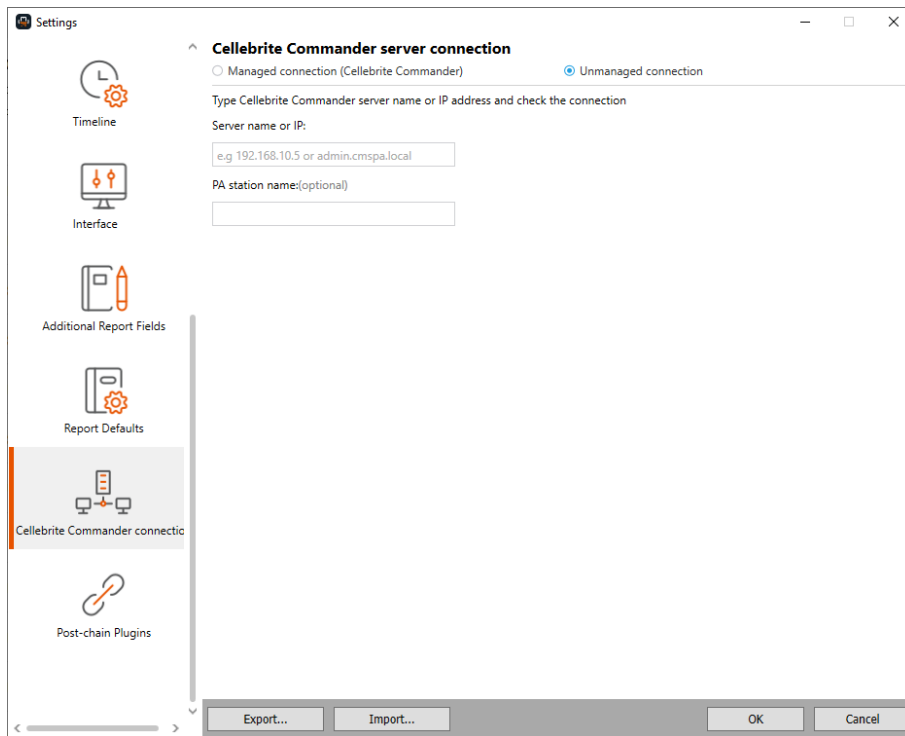 Settings
Timeline
Interface
Additional Report Fields
Report Defaults
Cellebrite Commander connectio
Post-chain Plugins
Cellebrite Commander server connection
Managed connection (Cellebrite Commander)
Unmanaged connection
Type Cellebrite Commander server name or IP address and check the connection
Server name or IP:
e.g 192.168.10.5 or admin.cmspa.local
PA station name:(optional)
Export...
Import...
OK
Cancel